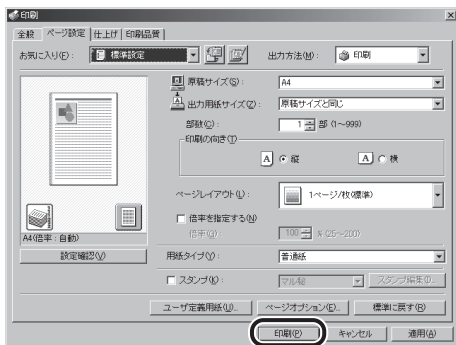 印刷
全般 ページ設定 仕上げ 印刷品質
お気に入り(F): 標準設定 出力方法(M): 印刷
原稿サイズ(S): A4
出力用紙サイズ(Z): 原稿サイズと同じ
部数(C): 1 部 (1～999)
印刷の向き(T)
A 縦 A 横
ページレイアウト(L): 1ページ/枚(標準)
倍率を指定する(N)
倍率(G): 100 % (25～200)
A4(倍率:自動)
設定確認(V) 用紙タイプ(Y): 普通紙
スタンプ(K): マル秘 スタンプ編集(D)...
ユーザ定義用紙(U)... ページオプション(E)... 標準に戻す(R)
印刷(P) キャンセル 適用(A)